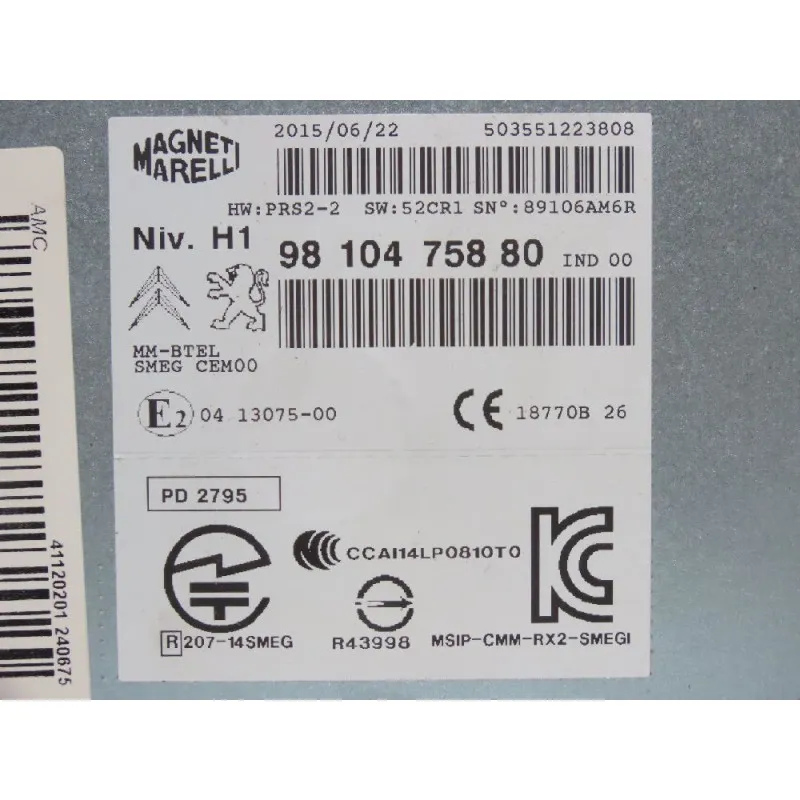 MAGNETI MARELLI
2015/06/22 503551223808
HW:PRS2-2 SW:52CR1 SN°:89106AM6R
Niv. H1 98 104 758 80 IND 00
MM-BTEL
SMEG CEM00
E2 04 13075-00 CE 18770B 26
PD 2795
CCAI14LP0810T0
R 207-14SMEG R43998 MSIP-CMM-RX2-SMEGI
AMC
41120201 240675